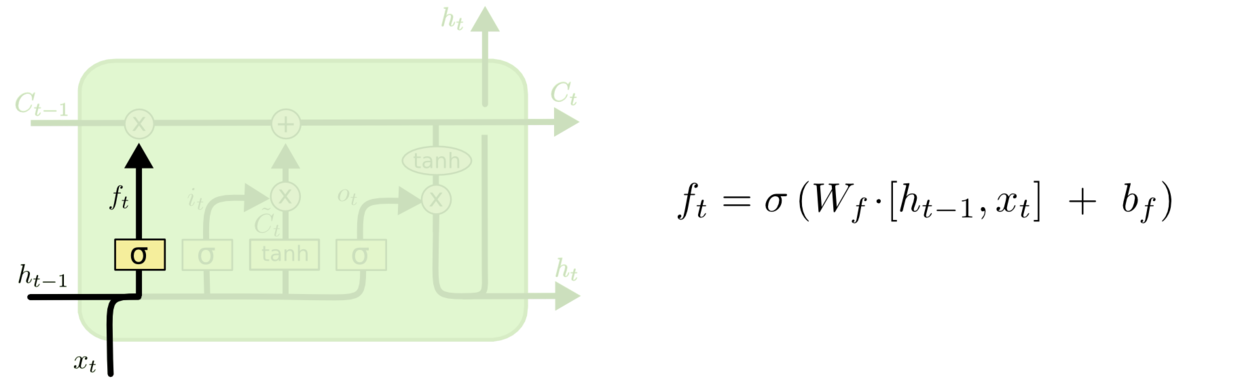 h_t
C_{t-1}
C_t
x
+
tanh
f_t
i_t
x
o_t
x
C̃_t
σ
σ
tanh
σ
h_{t-1}
h_t
x_t
f_t = σ (W_f · [h_{t-1}, x_t] + b_f)